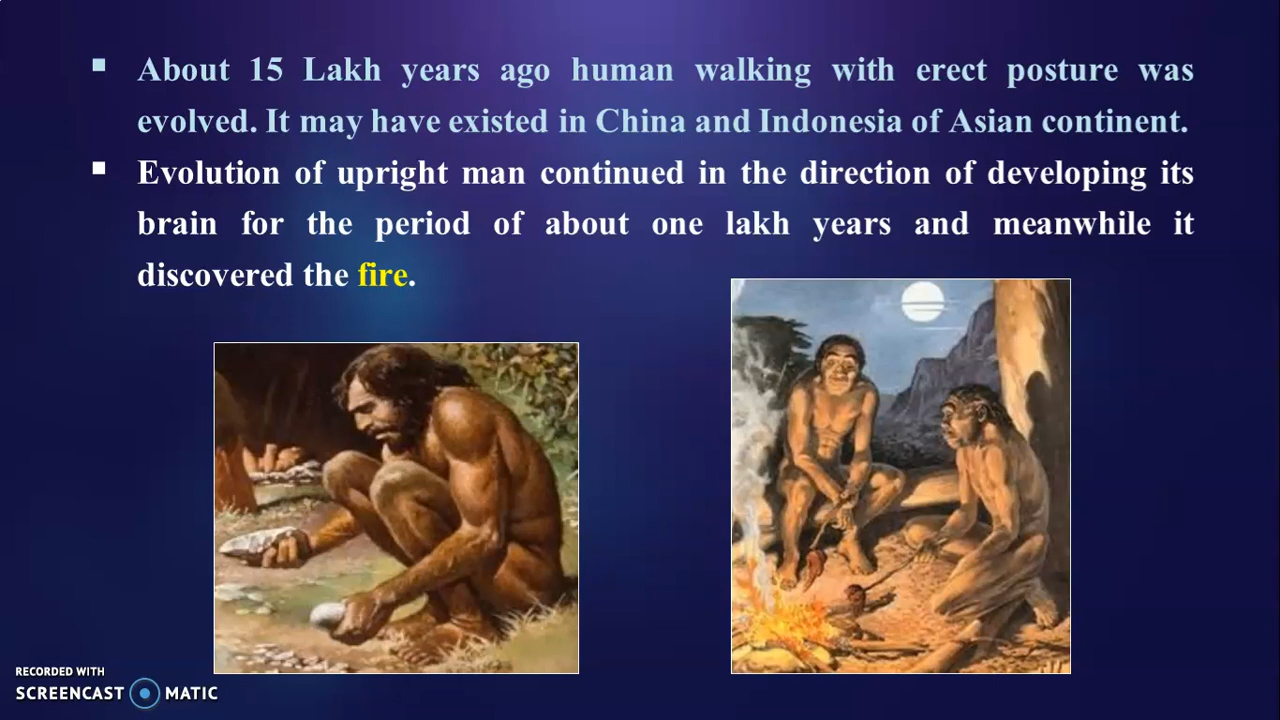 ▪ About 15 Lakh years ago human walking with erect posture was
evolved. It may have existed in China and Indonesia of Asian continent.
▪ Evolution of upright man continued in the direction of developing its
brain for the period of about one lakh years and meanwhile it
discovered the fire.
RECORDED WITH
SCREENCAST MATIC